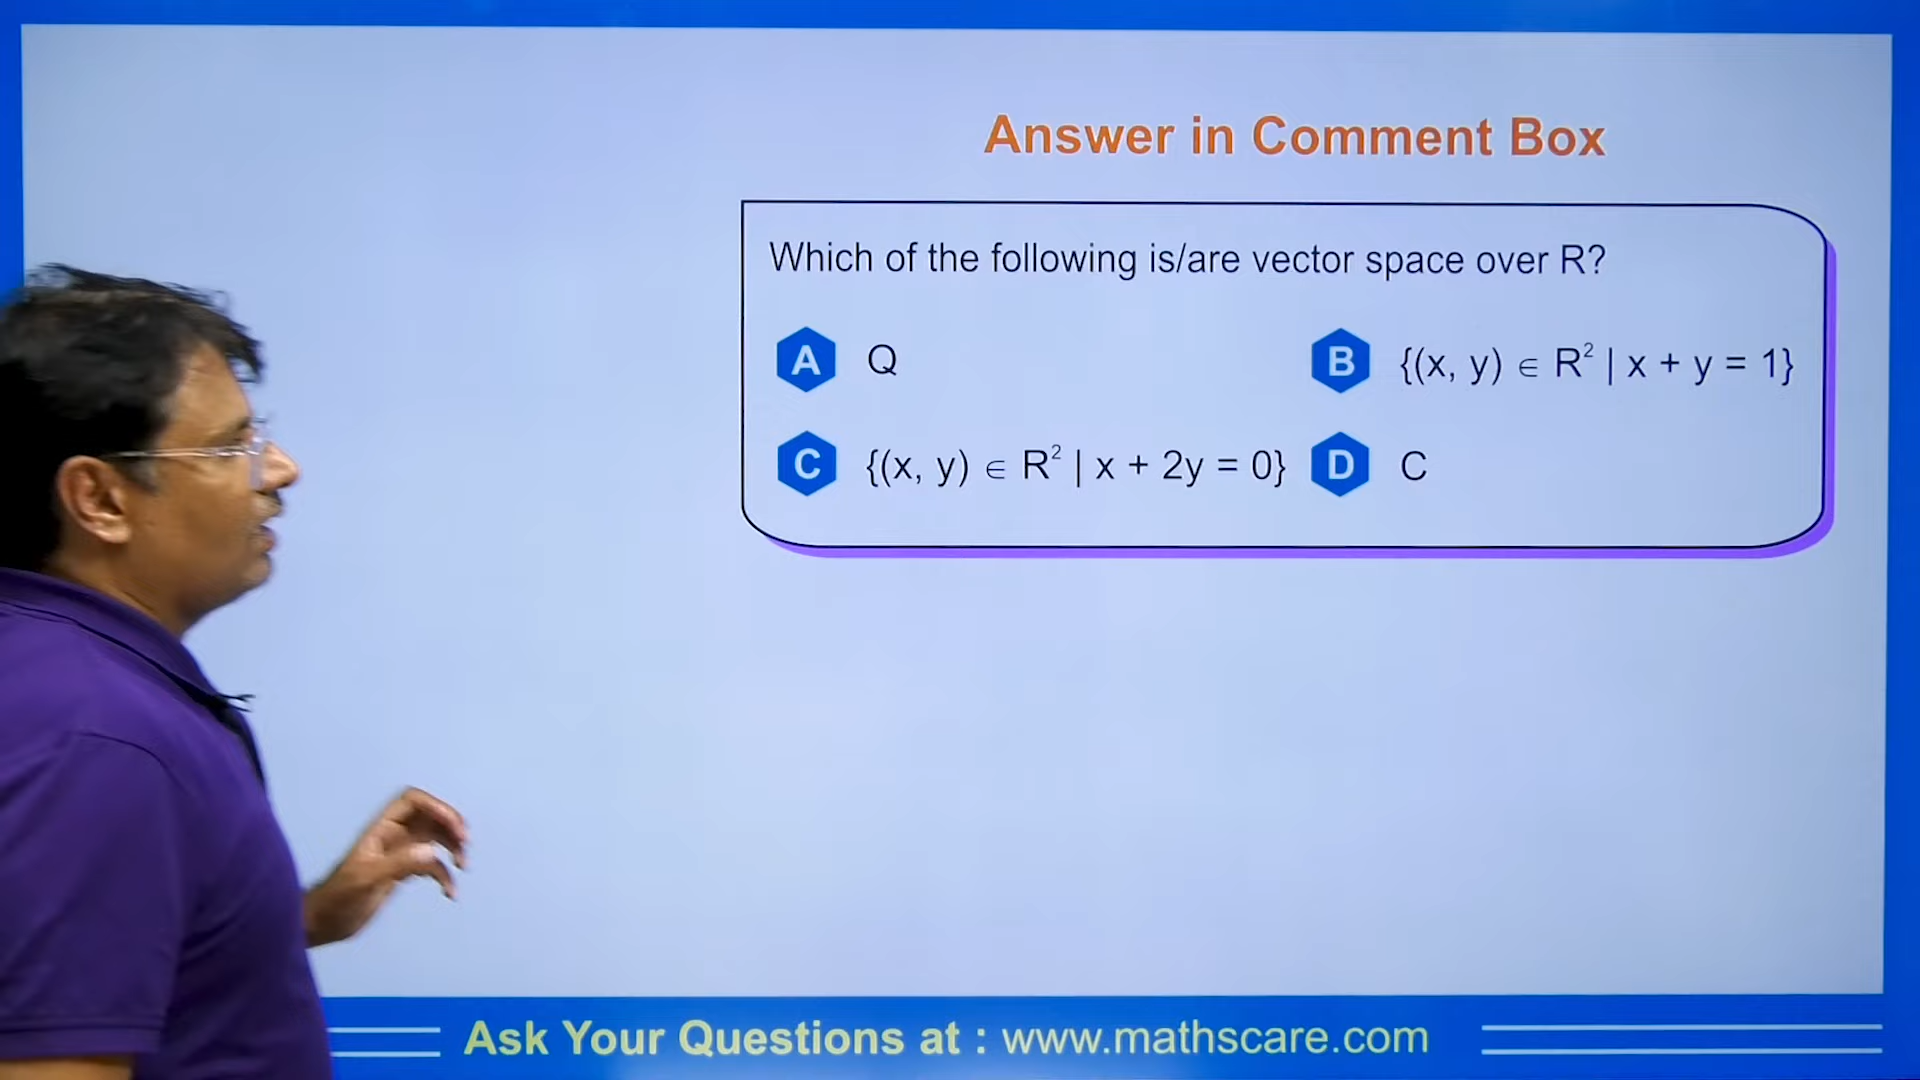 Answer in Comment Box
Which of the following is/are vector space over R?
A Q
B {(x, y) ∈ R² | x + y = 1}
C {(x, y) ∈ R² | x + 2y = 0}
D C
Ask Your Questions at : www.mathscare.com